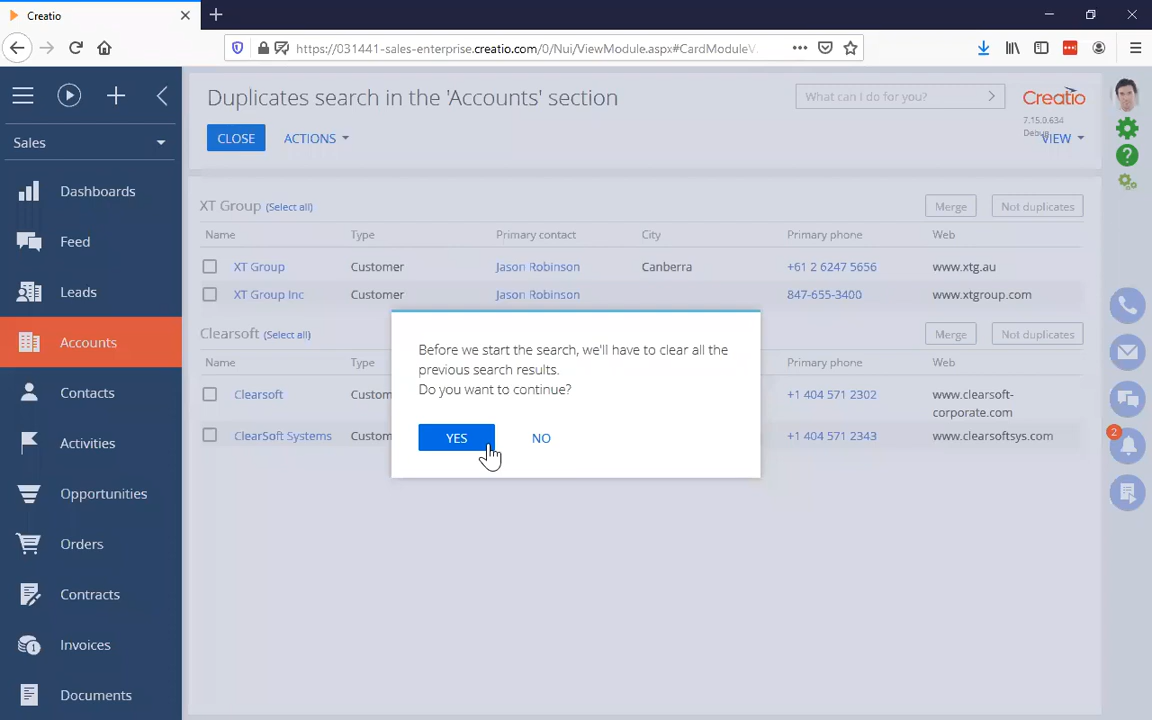 Creatio
https://031441-sales-enterprise.creatio.com/0/Nui/ViewModule.aspx#CardModuleV
Sales
Dashboards
Feed
Leads
Accounts
Contacts
Activities
Opportunities
Orders
Contracts
1
Invoices
Documents
Duplicates search in the 'Accounts' section
What can I do for you?
Creatio
7.15.0.634
Debug
CLOSE
ACTIONS
VIEW
XT Group (Select all)
Merge
Not duplicates
Name Type Primary contact City Primary phone Web
XT Group Customer Jason Robinson Canberra +61 2 6247 5656 www.xtg.au
XT Group Inc Customer Jason Robinson 847-655-3400 www.xtgroup.com
Clearsoft (Select all)
Merge
Not duplicates
Name Type Primary phone Web
Clearsoft Custom +1 404 571 2302 www.clearsoft-
corporate.com
ClearSoft Systems Custom +1 404 571 2343 www.clearsoftsys.com
Before we start the search, we'll have to clear all the
previous search results.
Do you want to continue?
YES
NO
2